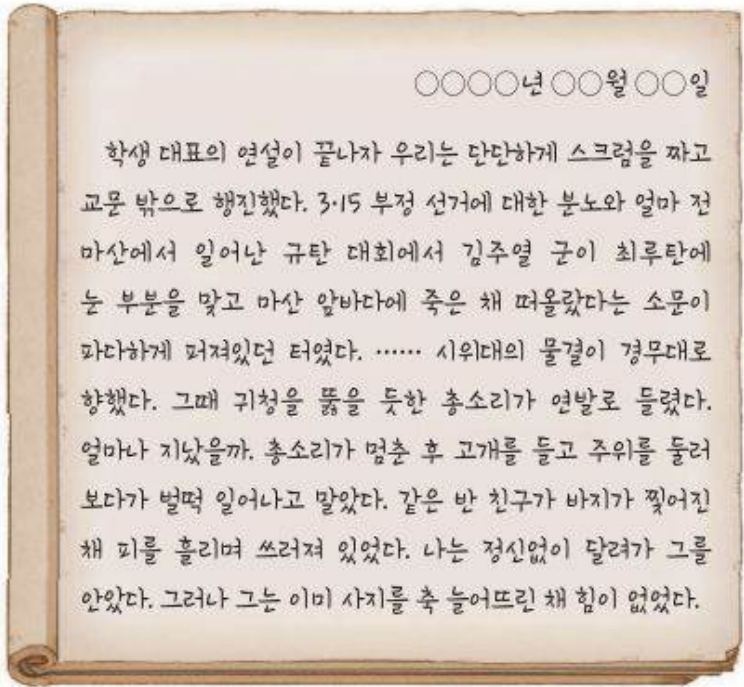 ○○○○년 ○○월 ○○일
학생 대표의 연설이 끝나자 우리는 단단하게 스크럼을 짜고
교문 밖으로 행진했다. 3·15 부정 선거에 대한 분노와 얼마 전
마산에서 일어난 규탄 대회에서 김주열 군이 최루탄에
눈 부분을 맞고 마산 앞바다에 죽은 채 떠올랐다는 소문이
파다하게 퍼져있던 터였다. …… 시위대의 물결이 경무대로
향했다. 그때 귀청을 뚫을 듯한 총소리가 연발로 들렸다.
얼마나 지났을까. 총소리가 멈춘 후 고개를 들고 주위를 둘러
보다가 벌떡 일어나고 말았다. 같은 반 친구가 바지가 찢어진
채 피를 흘리며 쓰러져 있었다. 나는 정신없이 달려가 그를
안았다. 그러나 그는 이미 사지를 축 늘어뜨린 채 힘이 없었다.